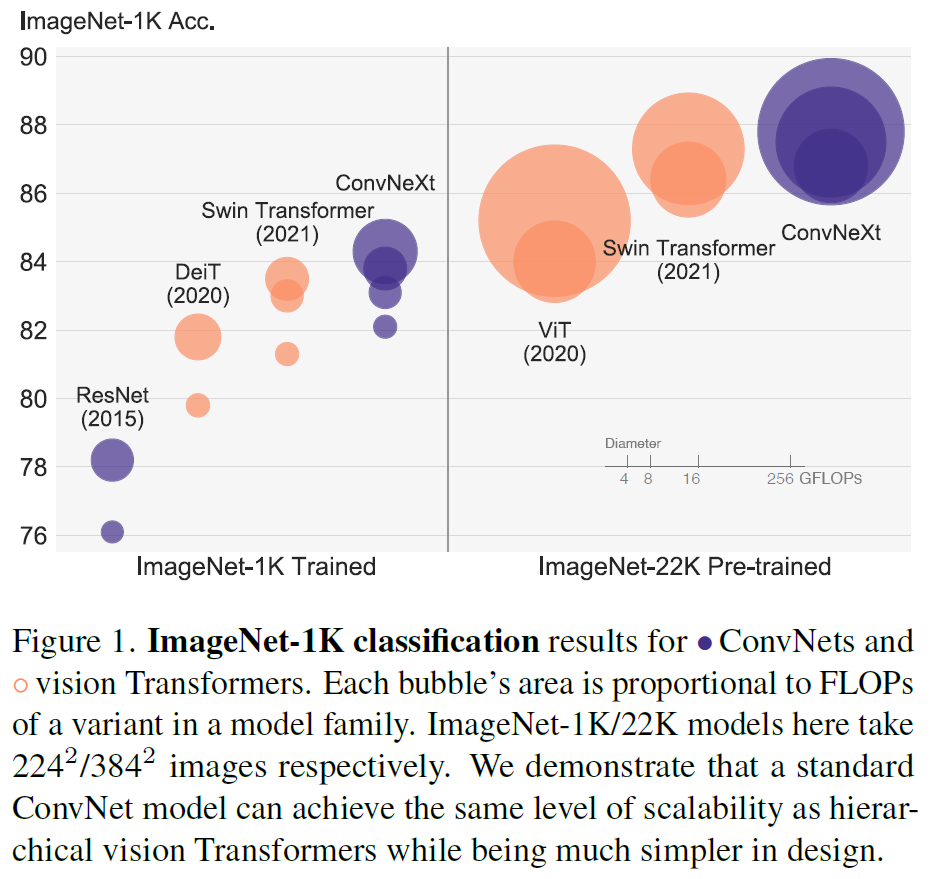 ImageNet-1K Acc.
90
88
86
84
82
80
78
76
ResNet
(2015)
DeiT
(2020)
Swin Transformer
(2021)
ConvNeXt
ViT
(2020)
Swin Transformer
(2021)
ConvNeXt
Diameter
4 8 16 256 GFLOPs
ImageNet-1K Trained
ImageNet-22K Pre-trained
Figure 1. ImageNet-1K classification results for ● ConvNets and
○ vision Transformers. Each bubble’s area is proportional to FLOPs
of a variant in a model family. ImageNet-1K/22K models here take
224²/384² images respectively. We demonstrate that a standard
ConvNet model can achieve the same level of scalability as hierar-
chical vision Transformers while being much simpler in design.